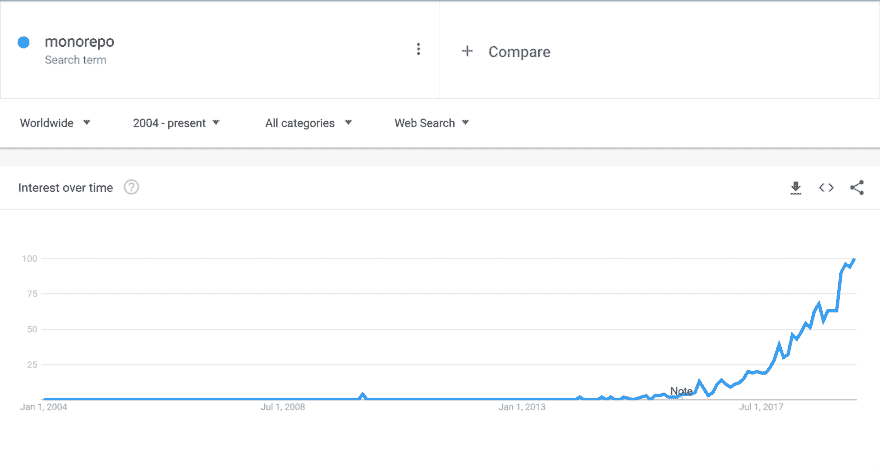 monorepo
Search term
+ Compare
Worldwide 2004 - present All categories Web Search
Interest over time ?
100
75
50
25
Note
Jan 1, 2004 Jul 1, 2008 Jan 1, 2013 Jul 1, 2017